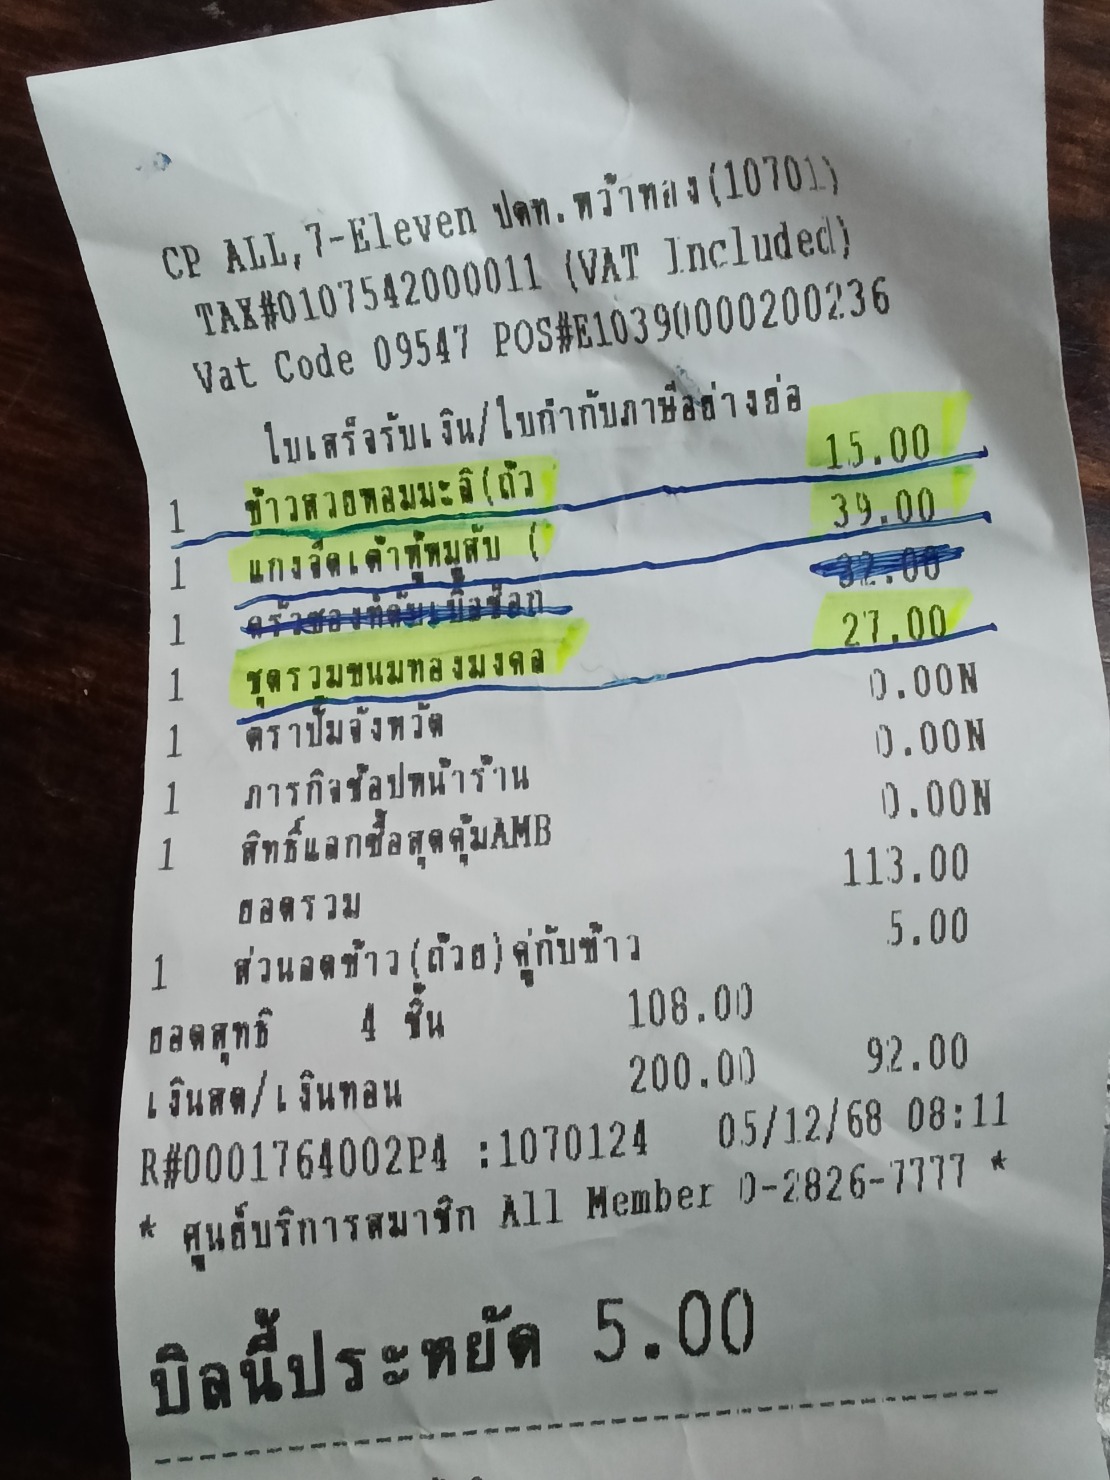 CP ALL,7-Eleven ปตท.หว้าทอง(10701)
TAX#0107542000011 (VAT Included)
Vat Code 09547 POS#E10390000200236
ใบเสร็จรับเงิน/ใบกำกับภาษีอย่างย่อ
1 ข้าวสวยหอมมะลิ(ถ้ว 15.00
1 แกงจืดเต้าหู้หมูสับ ( 39.00
1 32.00
1 ชุดรวมขนมทองมงคล 27.00
1 ตราปั๊มจังหวัด 0.00N
1 ภารกิจช้อปหน้าร้าน 0.00N
1 สิทธิ์แลกซื้อสุดคุ้มAMB 0.00N
ยอดรวม 113.00
1 ส่วนลดข้าว(ถ้วย)คู่กับข้าว 5.00
ยอดสุทธิ 4 ชิ้น 108.00
เงินสด/เงินทอน 200.00 92.00
R#0001764002P4 :1070124 05/12/68 08:11
* ศูนย์บริการสมาชิก All Member 0-2826-7777 *
บิลนี้ประหยัด 5.00